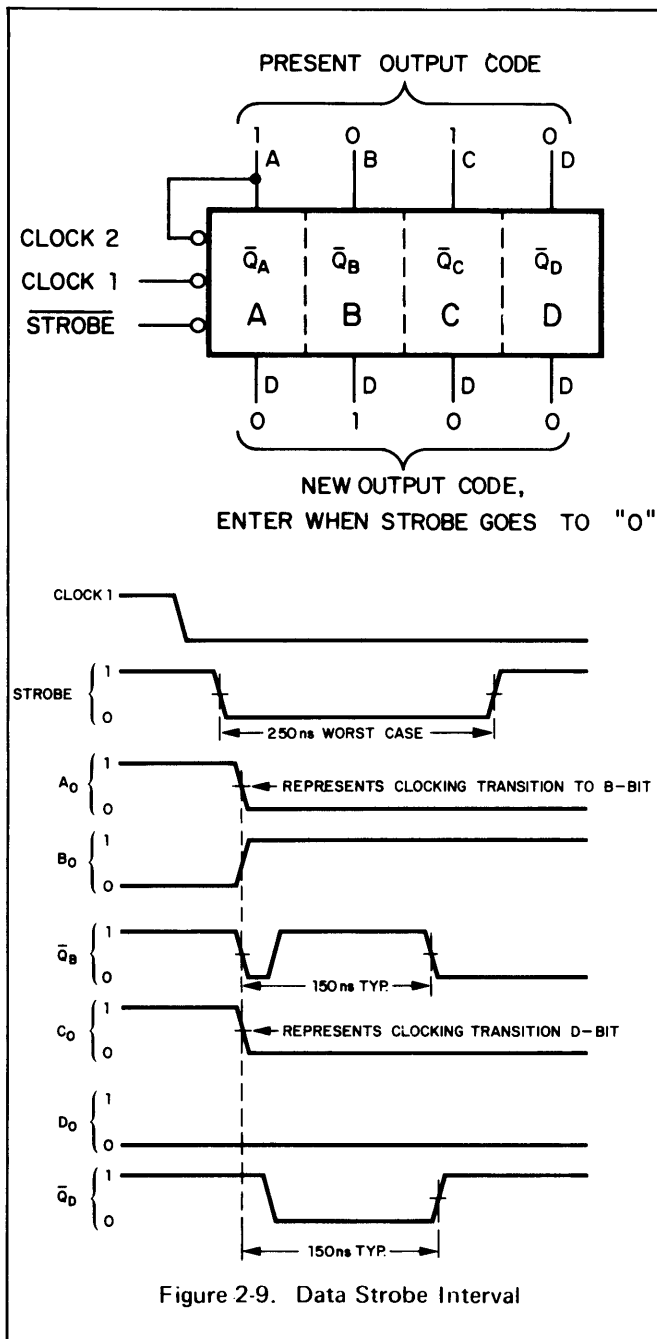 PRESENT OUTPUT CODE
1 0 1 0
A B C D
CLOCK 2
CLOCK 1
STROBE
Q̅A Q̅B Q̅C Q̅D
A B C D
D D D D
0 1 0 0
NEW OUTPUT CODE,
ENTER WHEN STROBE GOES TO "0"
CLOCK 1
STROBE 1 0
250ns WORST CASE
A0 1 0
REPRESENTS CLOCKING TRANSITION TO B-BIT
B0 1 0
Q̅B 1 0
150ns TYP.
C0 1 0
REPRESENTS CLOCKING TRANSITION D-BIT
D0 1 0
Q̅D 1 0
150ns TYP.
Figure 2-9. Data Strobe Interval